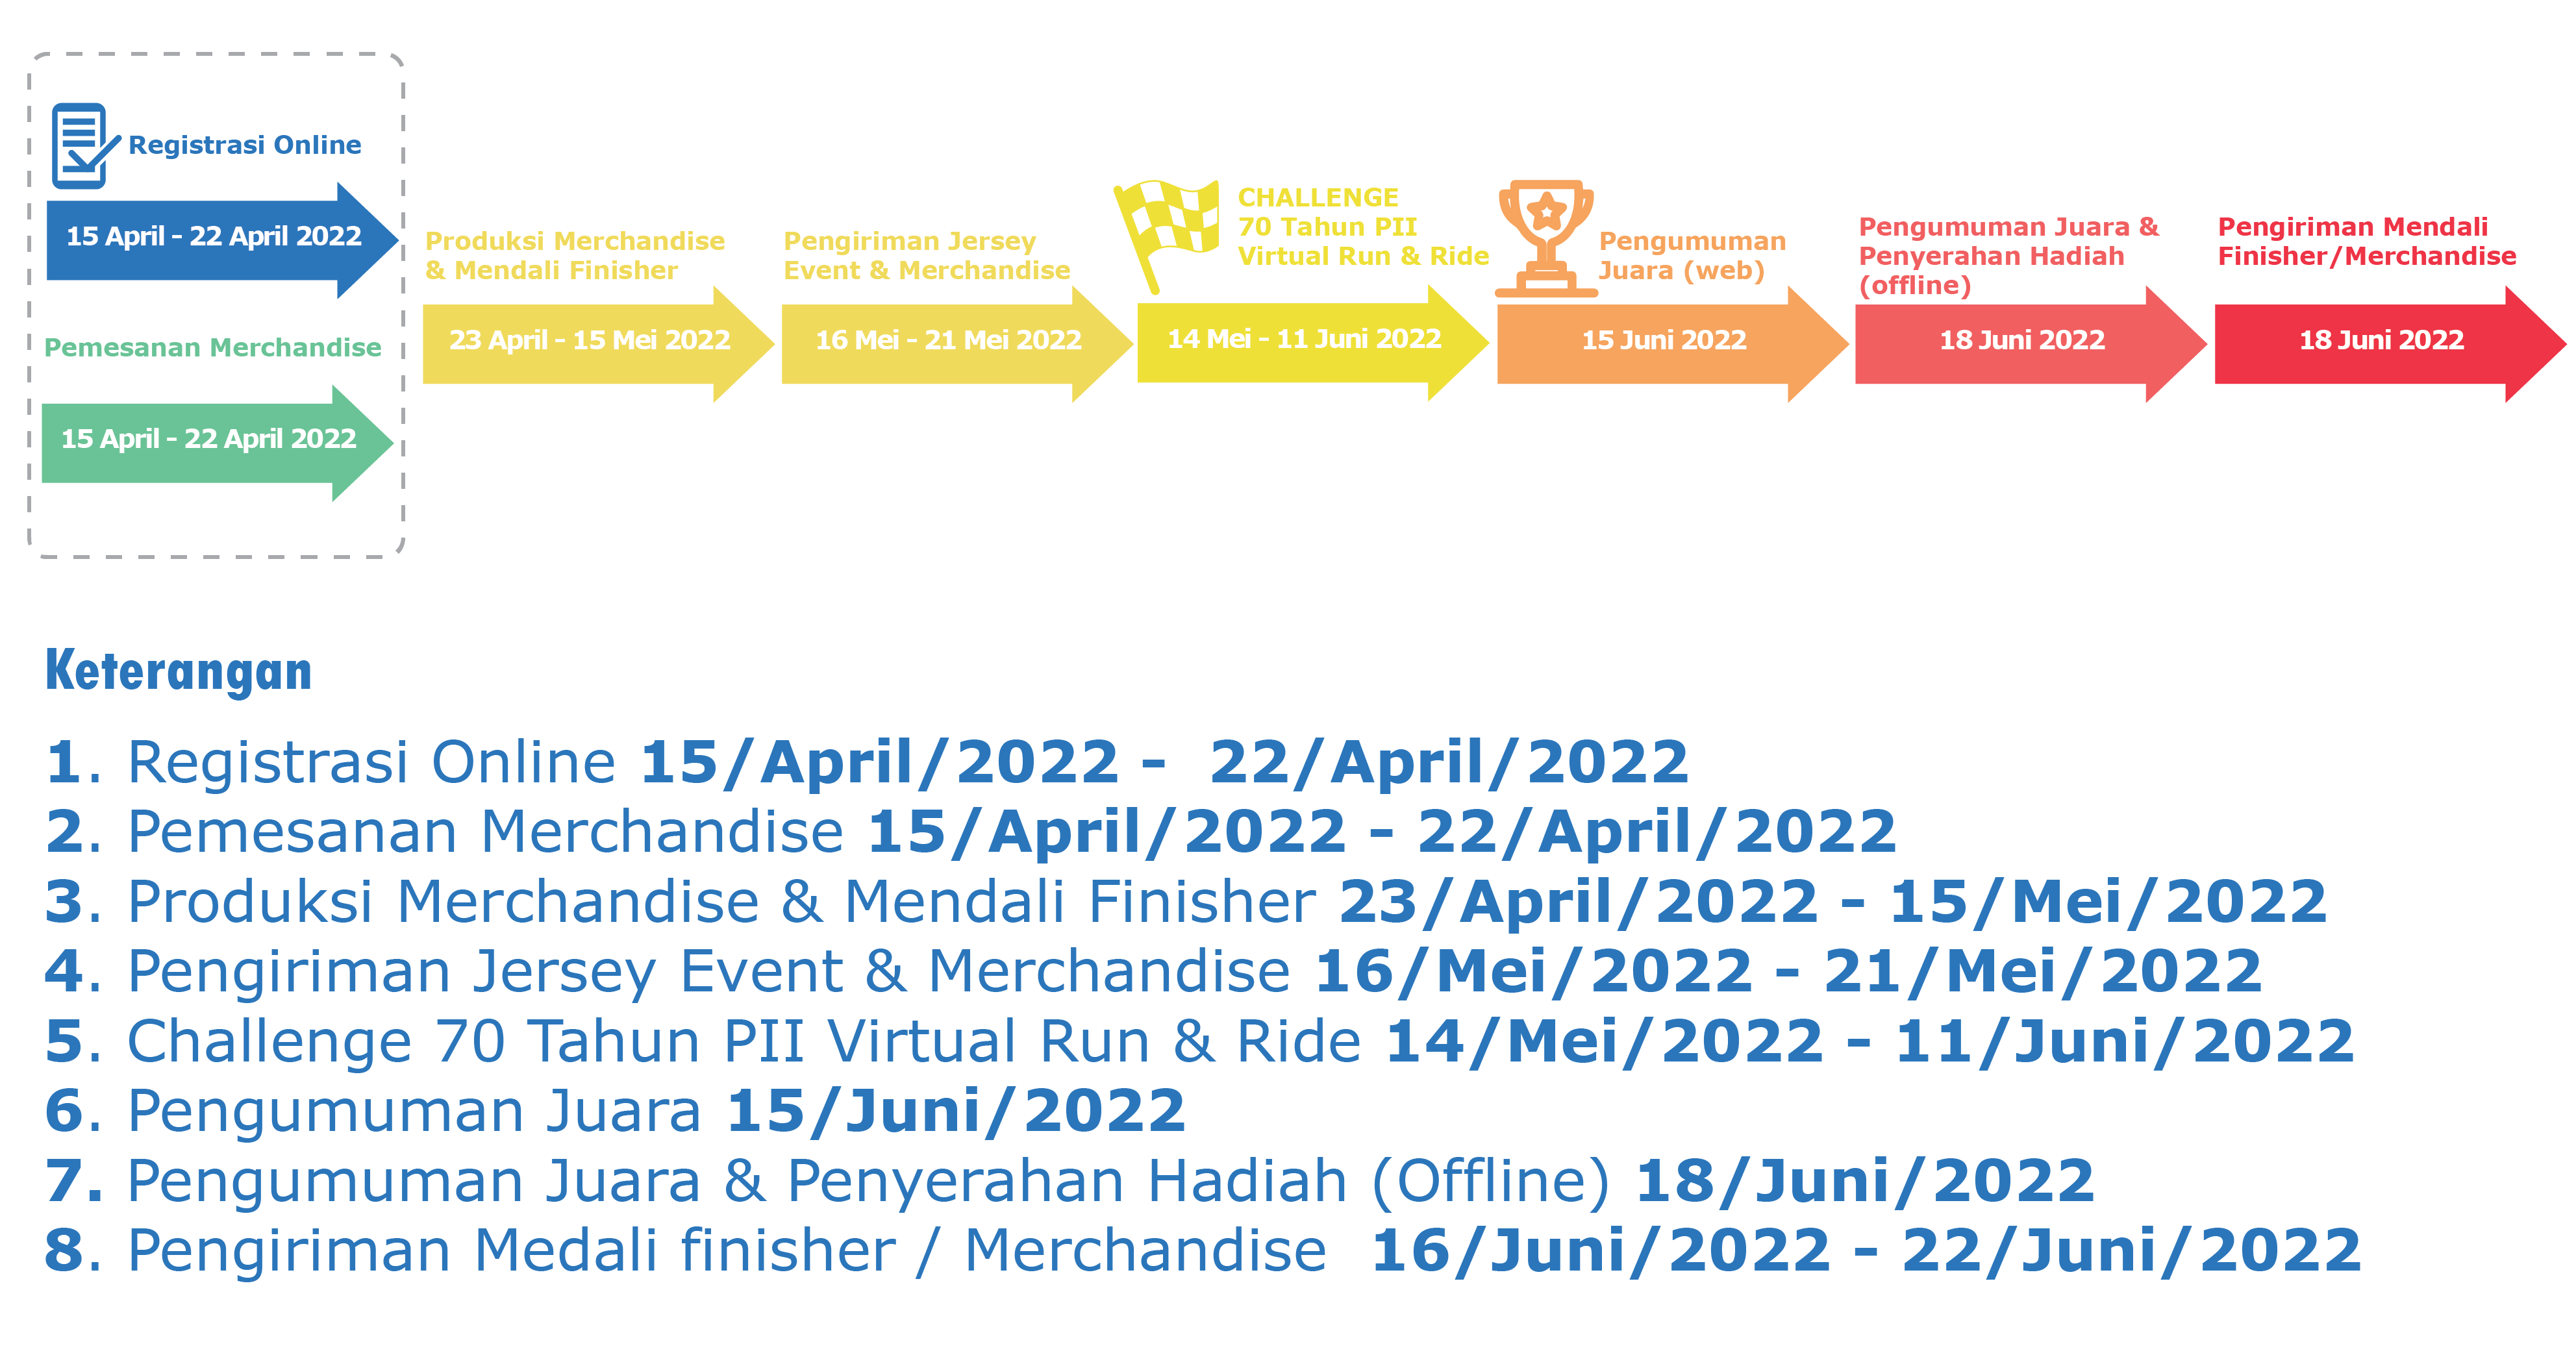 Registrasi Online
15 April - 22 April 2022
Pemesanan Merchandise
15 April - 22 April 2022
Produksi Merchandise
& Mendali Finisher
23 April - 15 Mei 2022
Pengiriman Jersey
Event & Merchandise
16 Mei - 21 Mei 2022
CHALLENGE
70 Tahun PII
Virtual Run & Ride
14 Mei - 11 Juni 2022
Pengumuman
Juara (web)
15 Juni 2022
Pengumuman Juara &
Penyerahan Hadiah
(offline)
18 Juni 2022
Pengiriman Mendali
Finisher/Merchandise
18 Juni 2022
Keterangan
1. Registrasi Online 15/April/2022 - 22/April/2022
2. Pemesanan Merchandise 15/April/2022 - 22/April/2022
3. Produksi Merchandise & Mendali Finisher 23/April/2022 - 15/Mei/2022
4. Pengiriman Jersey Event & Merchandise 16/Mei/2022 - 21/Mei/2022
5. Challenge 70 Tahun PII Virtual Run & Ride 14/Mei/2022 - 11/Juni/2022
6. Pengumuman Juara 15/Juni/2022
7. Pengumuman Juara & Penyerahan Hadiah (Offline) 18/Juni/2022
8. Pengiriman Medali finisher / Merchandise 16/Juni/2022 - 22/Juni/2022